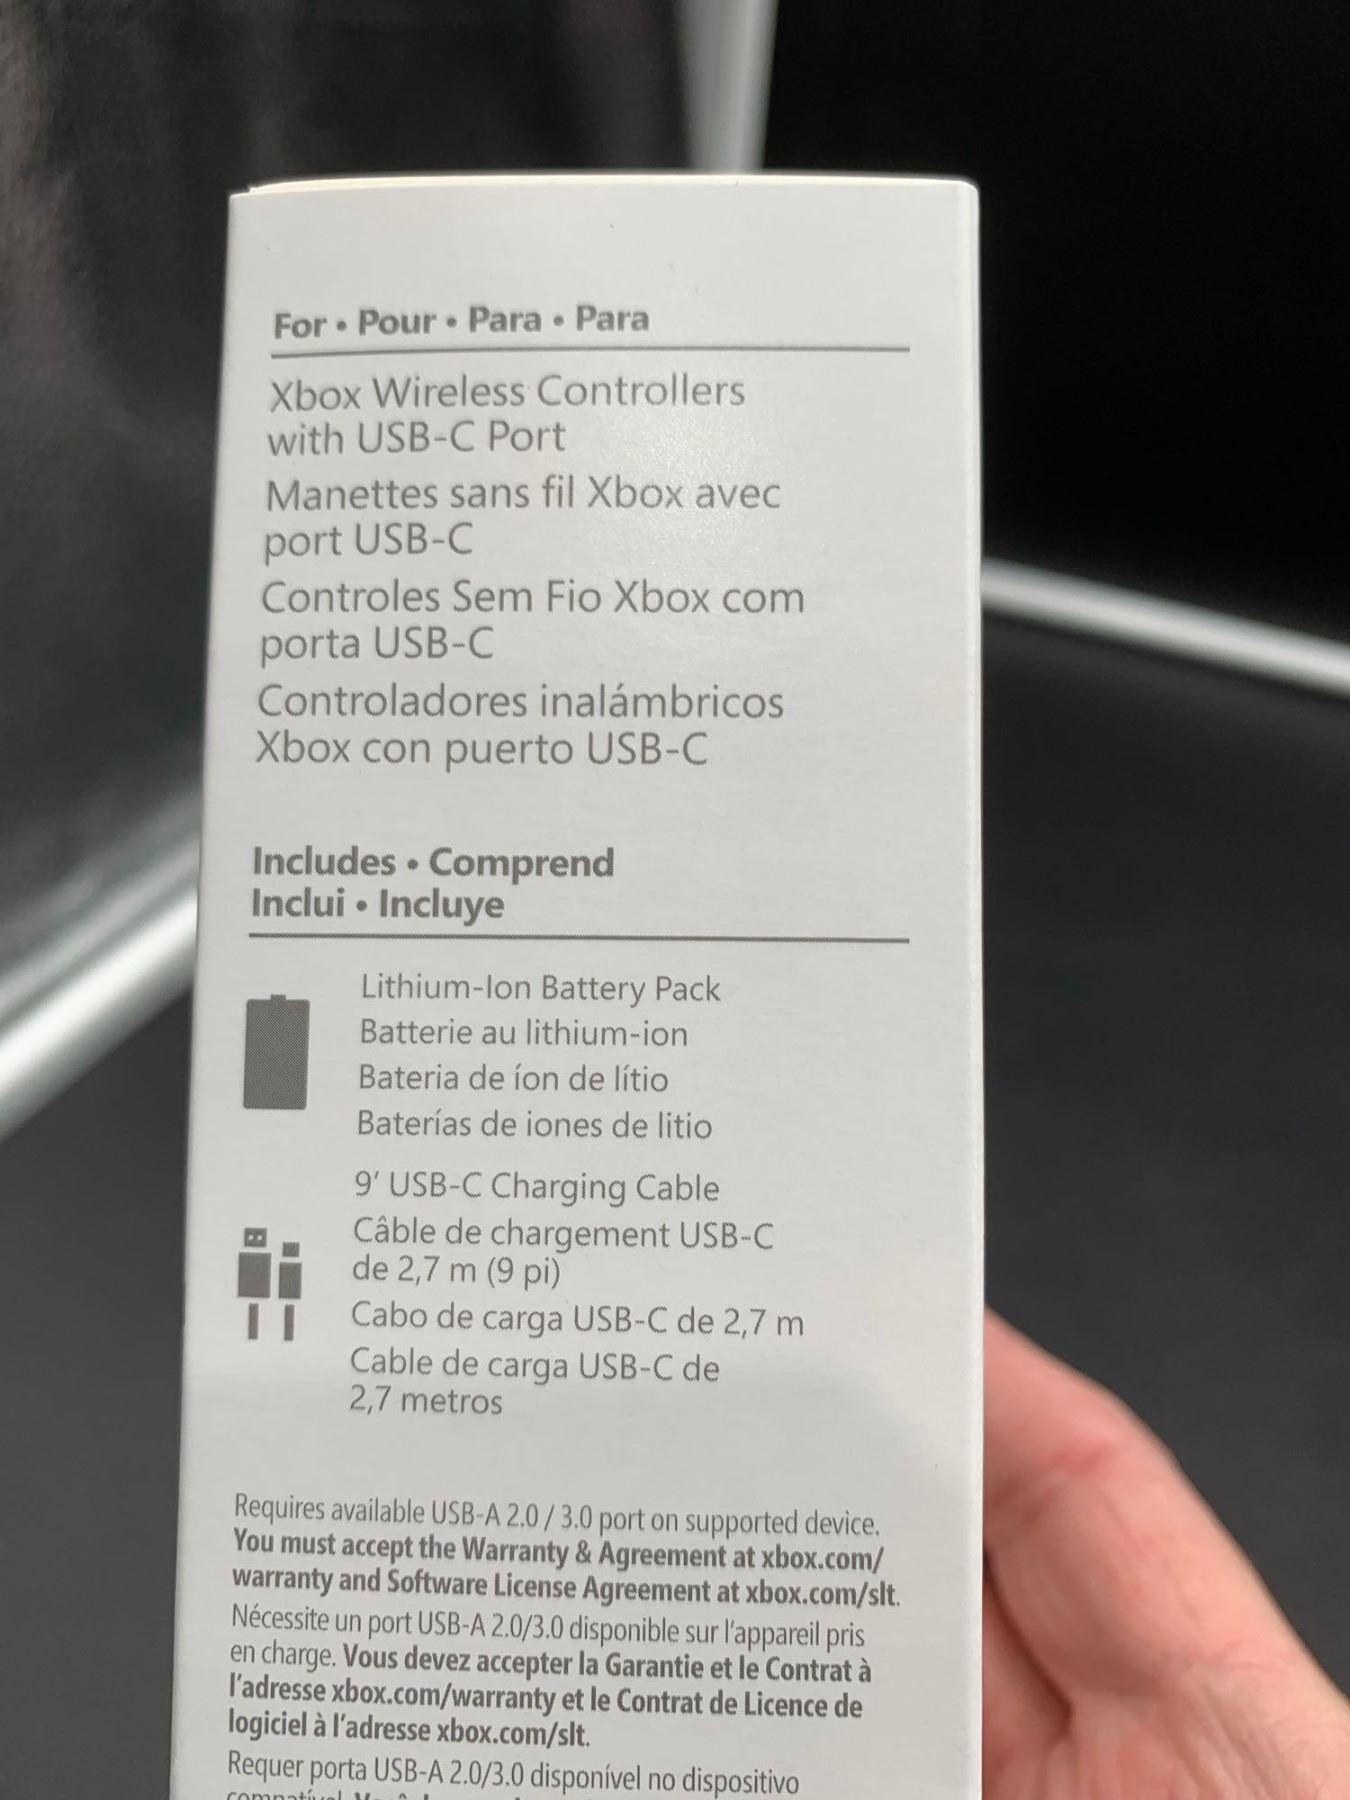 For • Pour • Para • Para
Xbox Wireless Controllers
with USB-C Port
Manettes sans fil Xbox avec
port USB-C
Controles Sem Fio Xbox com
porta USB-C
Controladores inalámbricos
Xbox con puerto USB-C
Includes • Comprend
Inclui • Incluye
Lithium-Ion Battery Pack
Batterie au lithium-ion
Bateria de íon de lítio
Baterías de iones de litio
9' USB-C Charging Cable
Câble de chargement USB-C
de 2,7 m (9 pi)
Cabo de carga USB-C de 2,7 m
Cable de carga USB-C de
2,7 metros
Requires available USB-A 2.0 / 3.0 port on supported device.
You must accept the Warranty & Agreement at xbox.com/
warranty and Software License Agreement at xbox.com/slt.
Nécessite un port USB-A 2.0/3.0 disponible sur l'appareil pris
en charge. Vous devez accepter la Garantie et le Contrat à
l'adresse xbox.com/warranty et le Contrat de Licence de
logiciel à l'adresse xbox.com/slt.
Requer porta USB-A 2.0/3.0 disponível no dispositivo